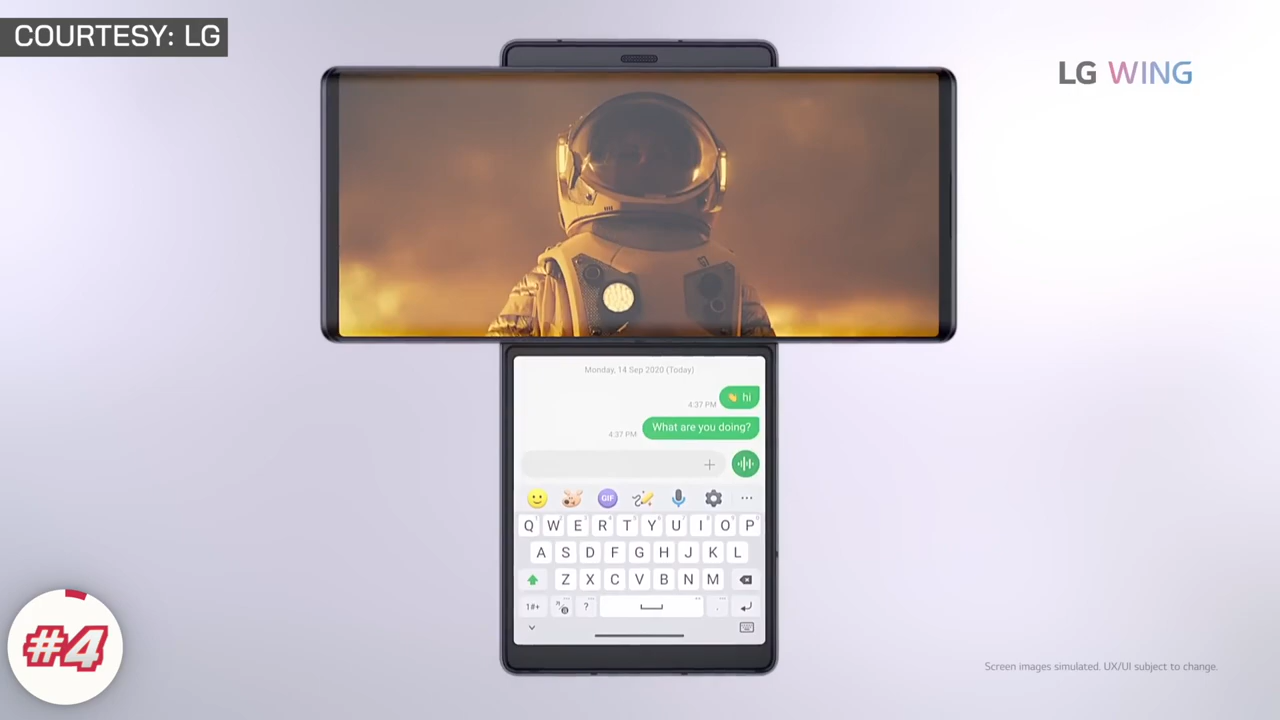 COURTESY: LG
LG WING
Monday, 14 Sep 2020 (Today)
4:37 PM 👋 hi
4:37 PM What are you doing?
+
GIF
Q W E R T Y U I O P
A S D F G H J K L
Z X C V B N M
1#+ ? .
#4
Screen images simulated. UX/UI subject to change.